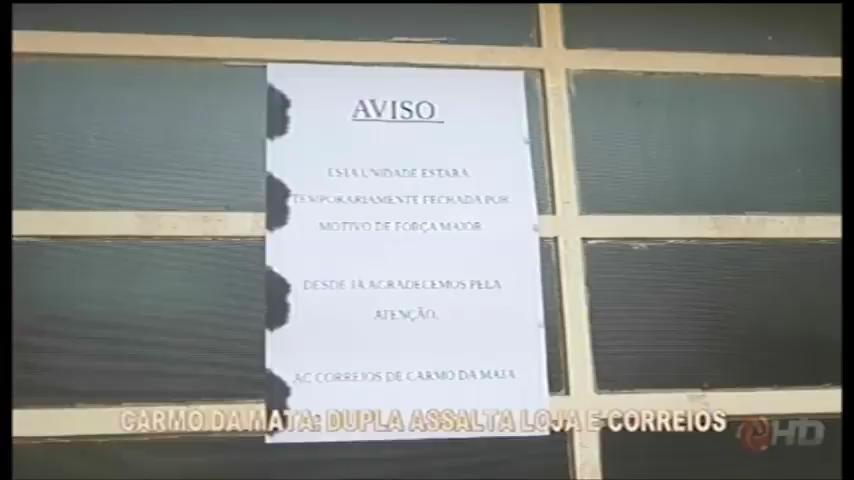 AVISO
ESTA UNIDADE ESTARA
TEMPORARIAMENTE FECHADA POR
MOTIVO DE FORÇA MAIOR
DESDE JÁ AGRADECEMOS PELA
ATENÇÃO.
AC CORREIOS DE CARMO DA MATA
CARMO DA MATA: DUPLA ASSALTA LOJA E CORREIOS
HD